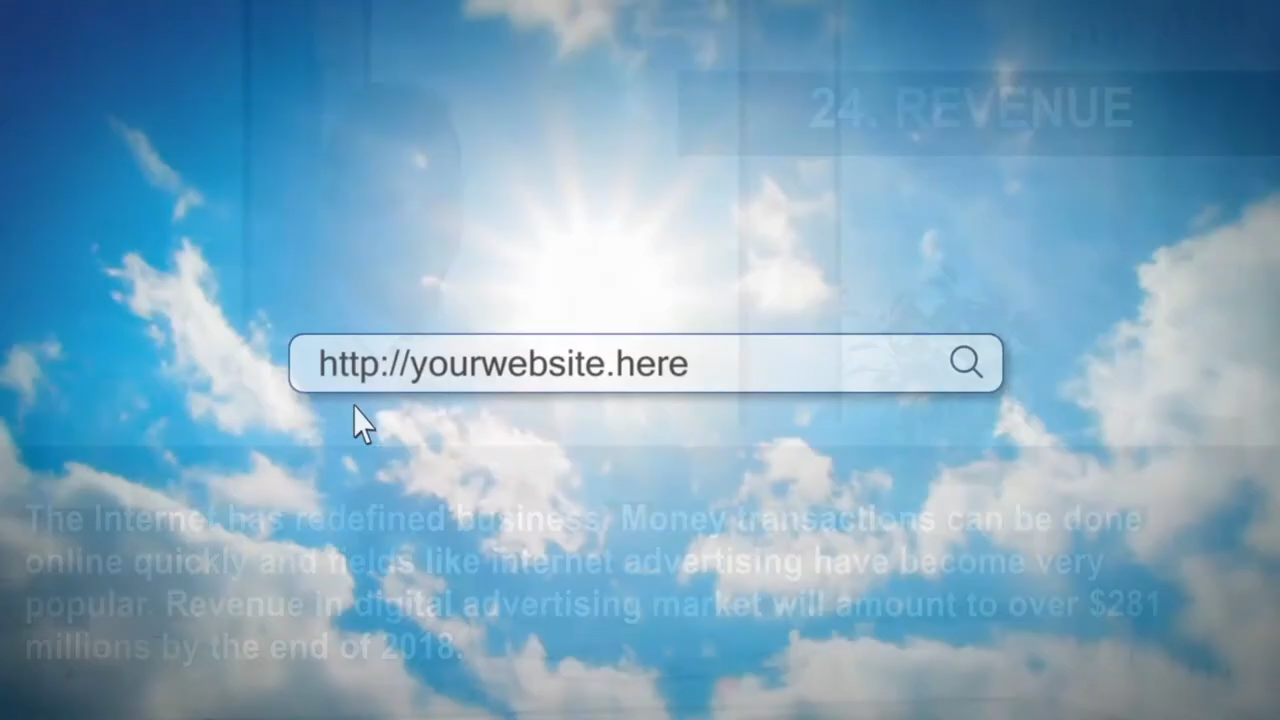 24. REVENUE
http://yourwebsite.here
The Internet has redefined business. Money transactions can be done
online quickly and fields like internet advertising have become very
popular. Revenue in digital advertising market will amount to over $281
millions by the end of 2018.